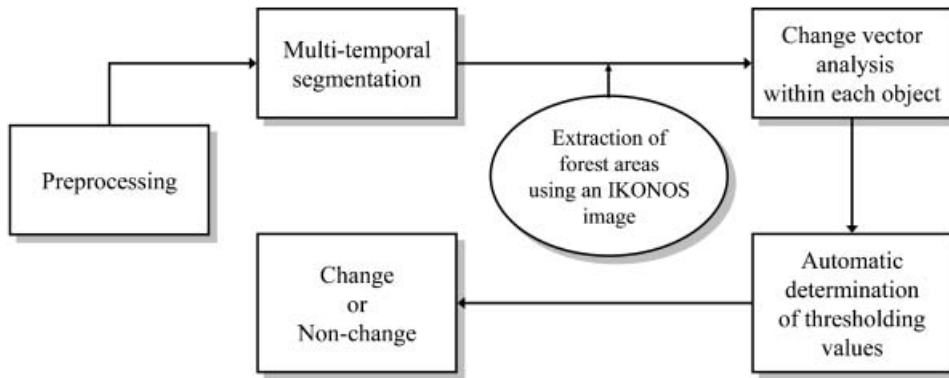 Preprocessing
Multi-temporal
segmentation
Extraction of
forest areas
using an IKONOS
image
Change vector
analysis
within each object
Automatic
determination
of thresholding
values
Change
or
Non-change